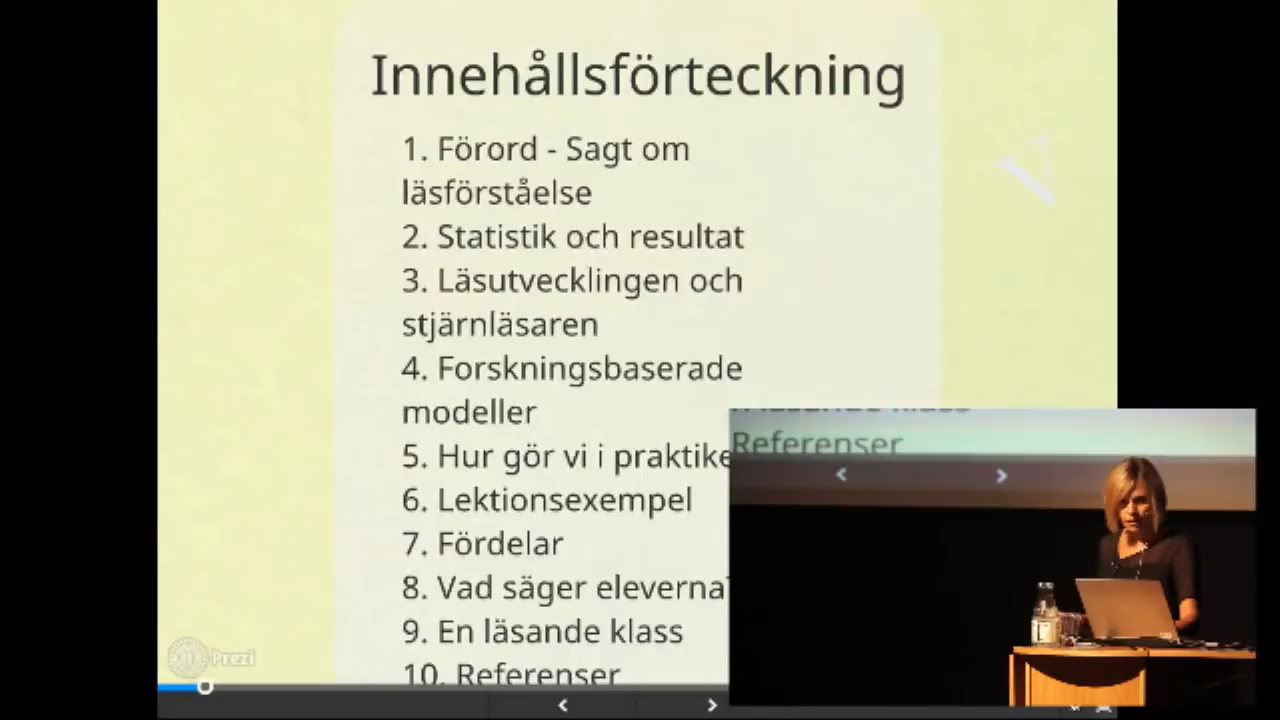 Innehållsförteckning
1. Förord - Sagt om
läsförståelse
2. Statistik och resultat
3. Läsutvecklingen och
stjärnläsaren
4. Forskningsbaserade
modeller
5. Hur gör vi i praktike
6. Lektionsexempel
7. Fördelar
8. Vad säger eleverna?
9. En läsande klass
10. Referenser
Referenser
Prezi